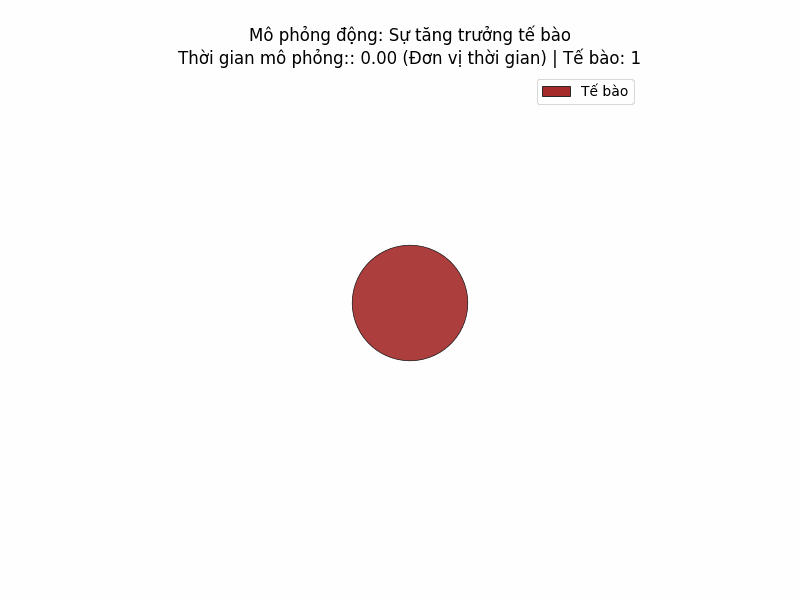 Mô phỏng động: Sự tăng trưởng tế bào
Thời gian mô phỏng:: 0.00 (Đơn vị thời gian) | Tế bào: 1
Tế bào